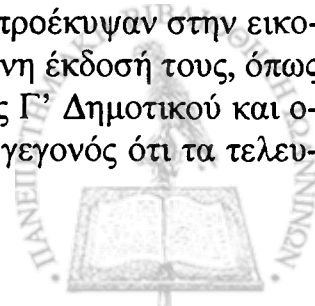 προέκυψαν στην εικο-
νη έκδοσή τους, όπως
ς Γ’ Δημοτικού και ο-
γεγονός ότι τα τελευ-